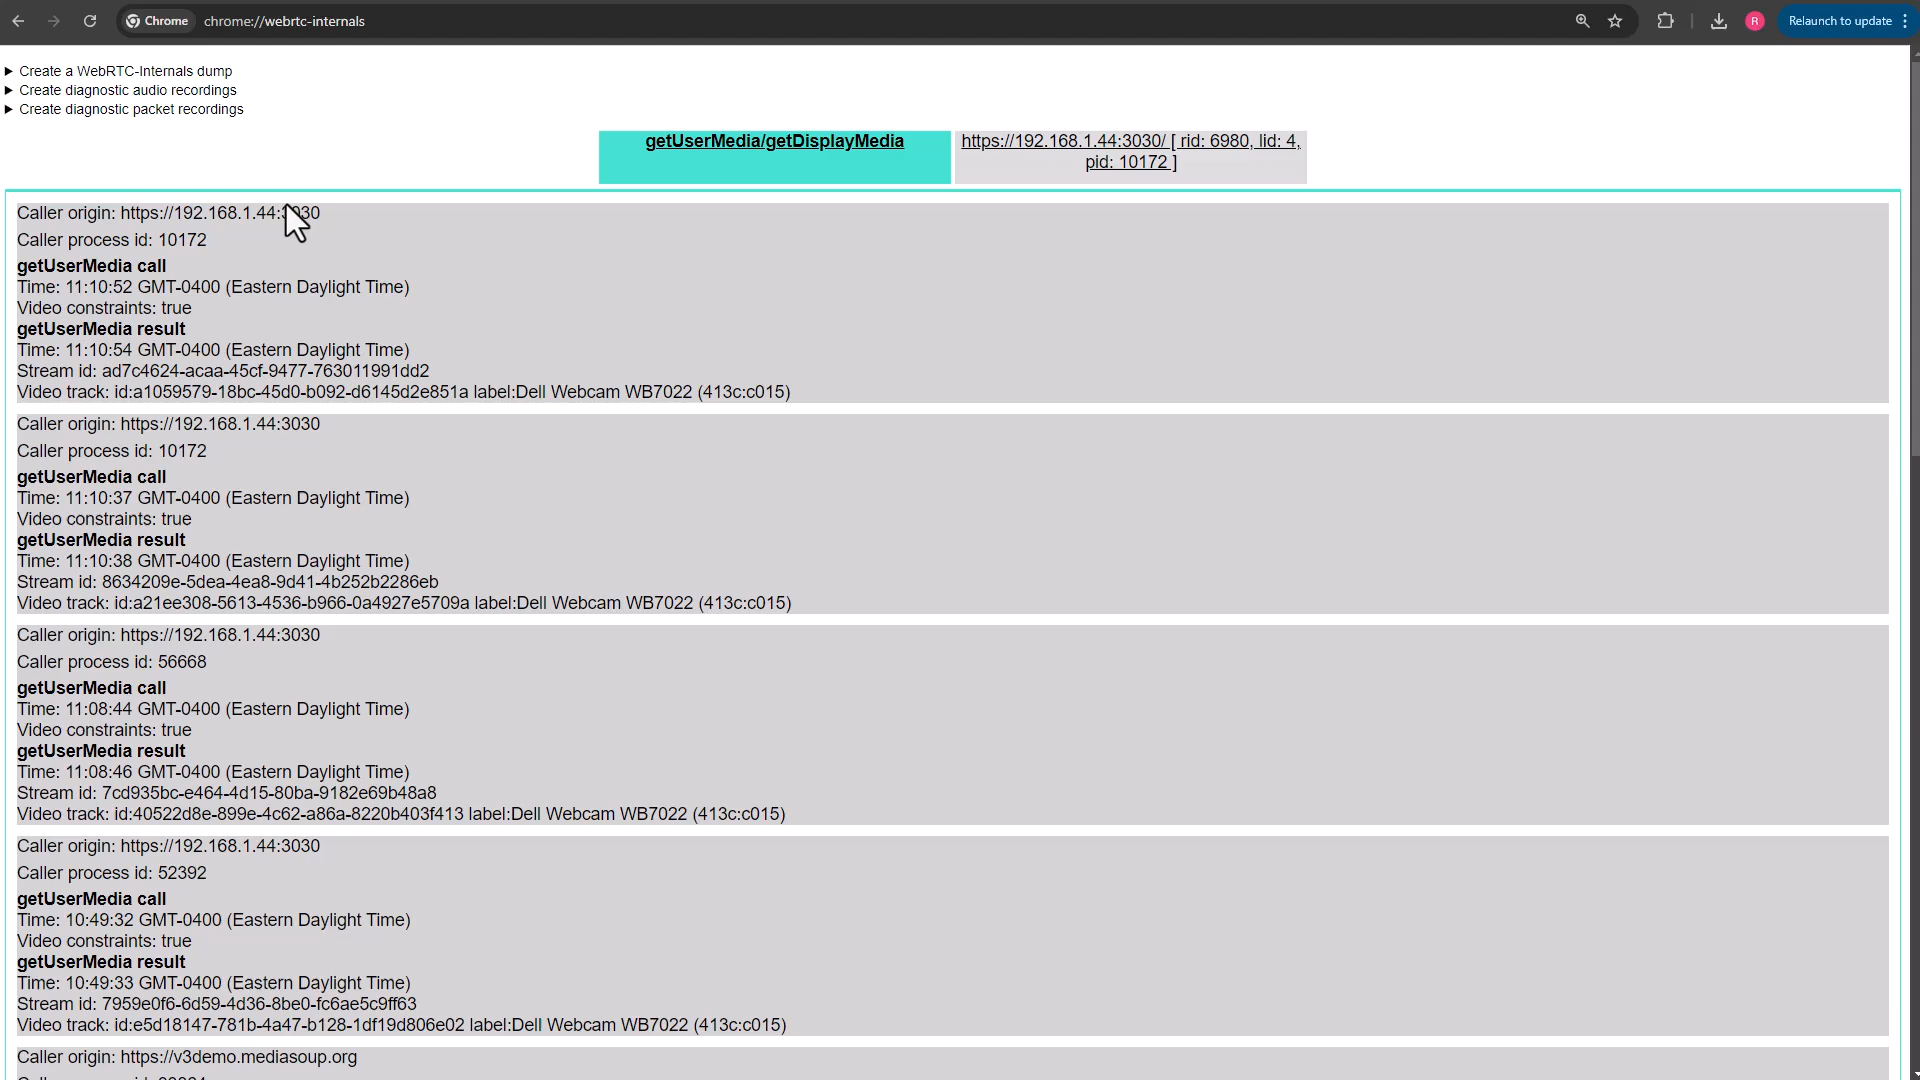 Chrome
chrome://webrtc-internals
R
Relaunch to update
Create a WebRTC-Internals dump
Create diagnostic audio recordings
Create diagnostic packet recordings
getUserMedia/getDisplayMedia
https://192.168.1.44:3030/ [ rid: 6980, lid: 4,
pid: 10172 ]
Caller origin: https://192.168.1.44:3030
Caller process id: 10172
getUserMedia call
Time: 11:10:52 GMT-0400 (Eastern Daylight Time)
Video constraints: true
getUserMedia result
Time: 11:10:54 GMT-0400 (Eastern Daylight Time)
Stream id: ad7c4624-acaa-45cf-9477-763011991dd2
Video track: id:a1059579-18bc-45d0-b092-d6145d2e851a label:Dell Webcam WB7022 (413c:c015)
Caller origin: https://192.168.1.44:3030
Caller process id: 10172
getUserMedia call
Time: 11:10:37 GMT-0400 (Eastern Daylight Time)
Video constraints: true
getUserMedia result
Time: 11:10:38 GMT-0400 (Eastern Daylight Time)
Stream id: 8634209e-5dea-4ea8-9d41-4b252b2286eb
Video track: id:a21ee308-5613-4536-b966-0a4927e5709a label:Dell Webcam WB7022 (413c:c015)
Caller origin: https://192.168.1.44:3030
Caller process id: 56668
getUserMedia call
Time: 11:08:44 GMT-0400 (Eastern Daylight Time)
Video constraints: true
getUserMedia result
Time: 11:08:46 GMT-0400 (Eastern Daylight Time)
Stream id: 7cd935bc-e464-4d15-80ba-9182e69b48a8
Video track: id:40522d8e-899e-4c62-a86a-8220b403f413 label:Dell Webcam WB7022 (413c:c015)
Caller origin: https://192.168.1.44:3030
Caller process id: 52392
getUserMedia call
Time: 10:49:32 GMT-0400 (Eastern Daylight Time)
Video constraints: true
getUserMedia result
Time: 10:49:33 GMT-0400 (Eastern Daylight Time)
Stream id: 7959e0f6-6d59-4d36-8be0-fc6ae5c9ff63
Video track: id:e5d18147-781b-4a47-b128-1df19d806e02 label:Dell Webcam WB7022 (413c:c015)
Caller origin: https://v3demo.mediasoup.org